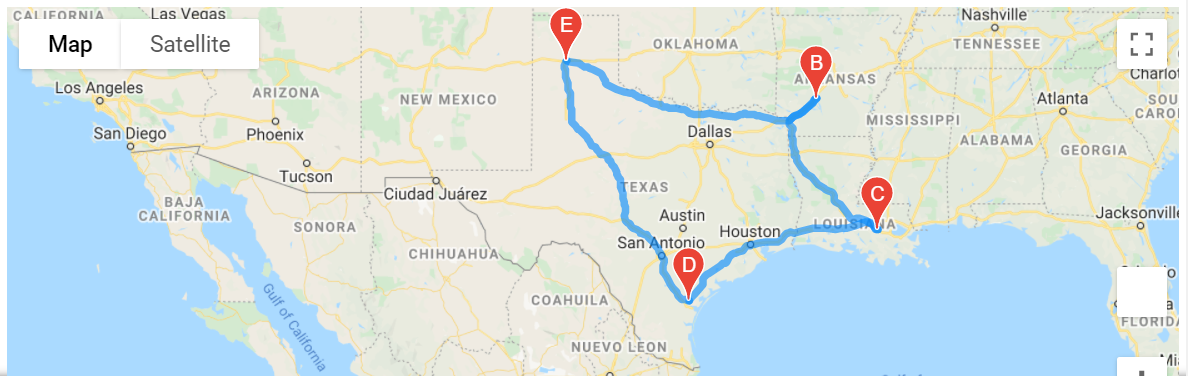 CALIFORNIA
Las Vegas
Nashville
E
OKLAHOMA
TENNESSEE
Map
Satellite
B
ARKANSAS
Charlot
Los Angeles
ARIZONA
NEW MEXICO
Atlanta
SOU
CARO
San Diego
Phoenix
Dallas
MISSISSIPPI
ALABAMA
GEORGIA
Tucson
Ciudad Juárez
TEXAS
C
BAJA
CALIFORNIA
SONORA
Austin
LOUISIANA
Jacksonville
Houston
San Antonio
CHIHUAHUA
D
Gulf of California
COAHUILA
FLORID
NUEVO LEON
Mi